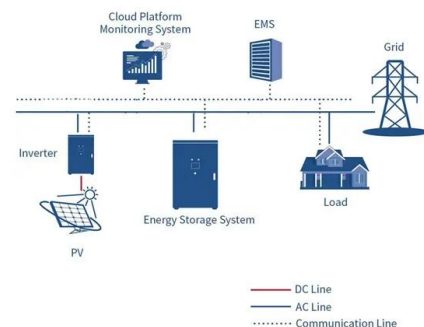 Cloud Platform
Monitoring System
EMS
Grid
Inverter
Energy Storage System
Load
PV
DC Line
AC Line
Communication Line